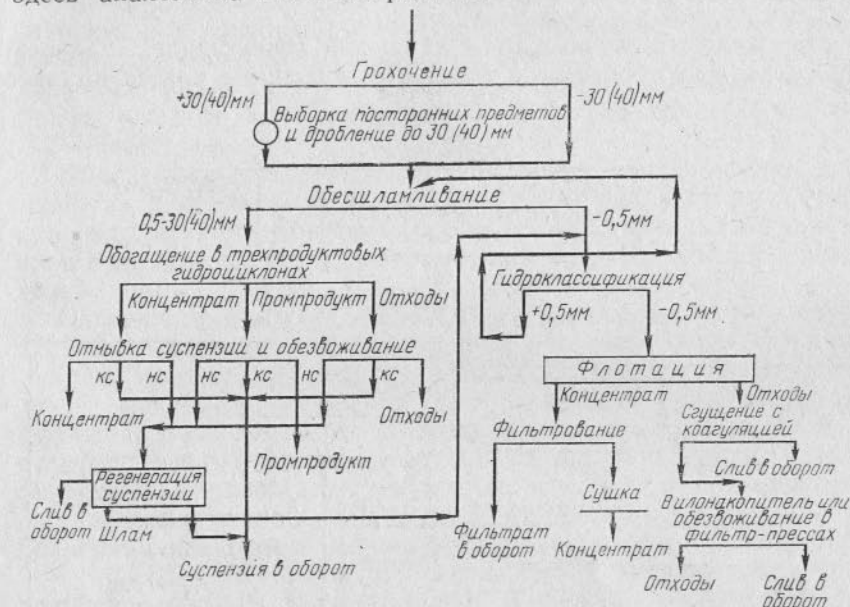 Грохочение
+30(40)мм
-30(40)мм
Выборка посторонних предметов
и дробление до 30 (40) мм
Обесшламливание
0,5-30(40)мм
-0,5мм
Обогащение в трехпродуктовых
гидроциклонах
Гидроклассификация
Концентрат Промпродукт Отходы
+0,5мм
-0,5мм
Отмывка суспензии и обезвоживание
Флотация
кс нс нс кс нс кс
Концентрат
Отходы
Концентрат
Отходы
Сгущение с
коагуляцией
Фильтрование
Промпродукт
Регенерация
суспензии
Слив в оборот
Сушка
В илонакопитель или
обезвоживание в
фильтр-прессах
Слив в
оборот
Шлам
Фильтрат
в оборот
Концентрат
Суспензия в оборот
Отходы
Слив в
оборот